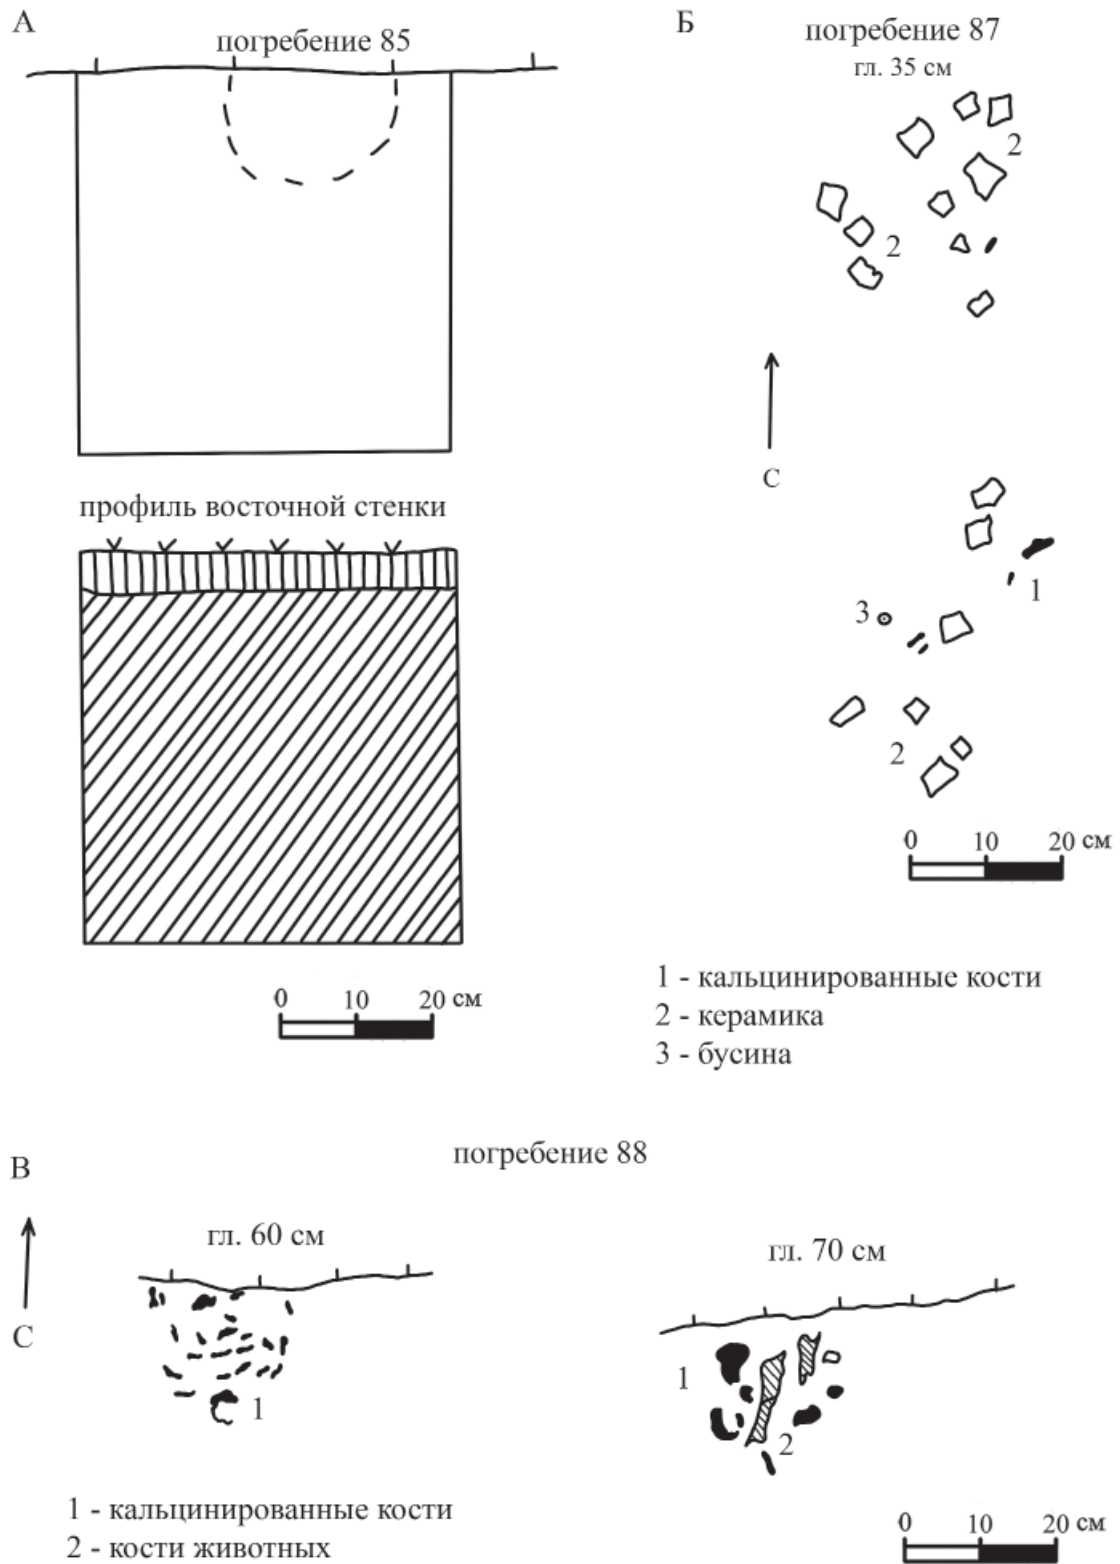 А
погребение 85
профиль восточной стенки
0 10 20 см
Б
погребение 87
гл. 35 см
2
2
С
1
3
2
0 10 20 см
1 - кальцинированные кости
2 - керамика
3 - бусина
В
погребение 88
С
гл. 60 см
1
гл. 70 см
1
2
1 - кальцинированные кости
2 - кости животных
0 10 20 см